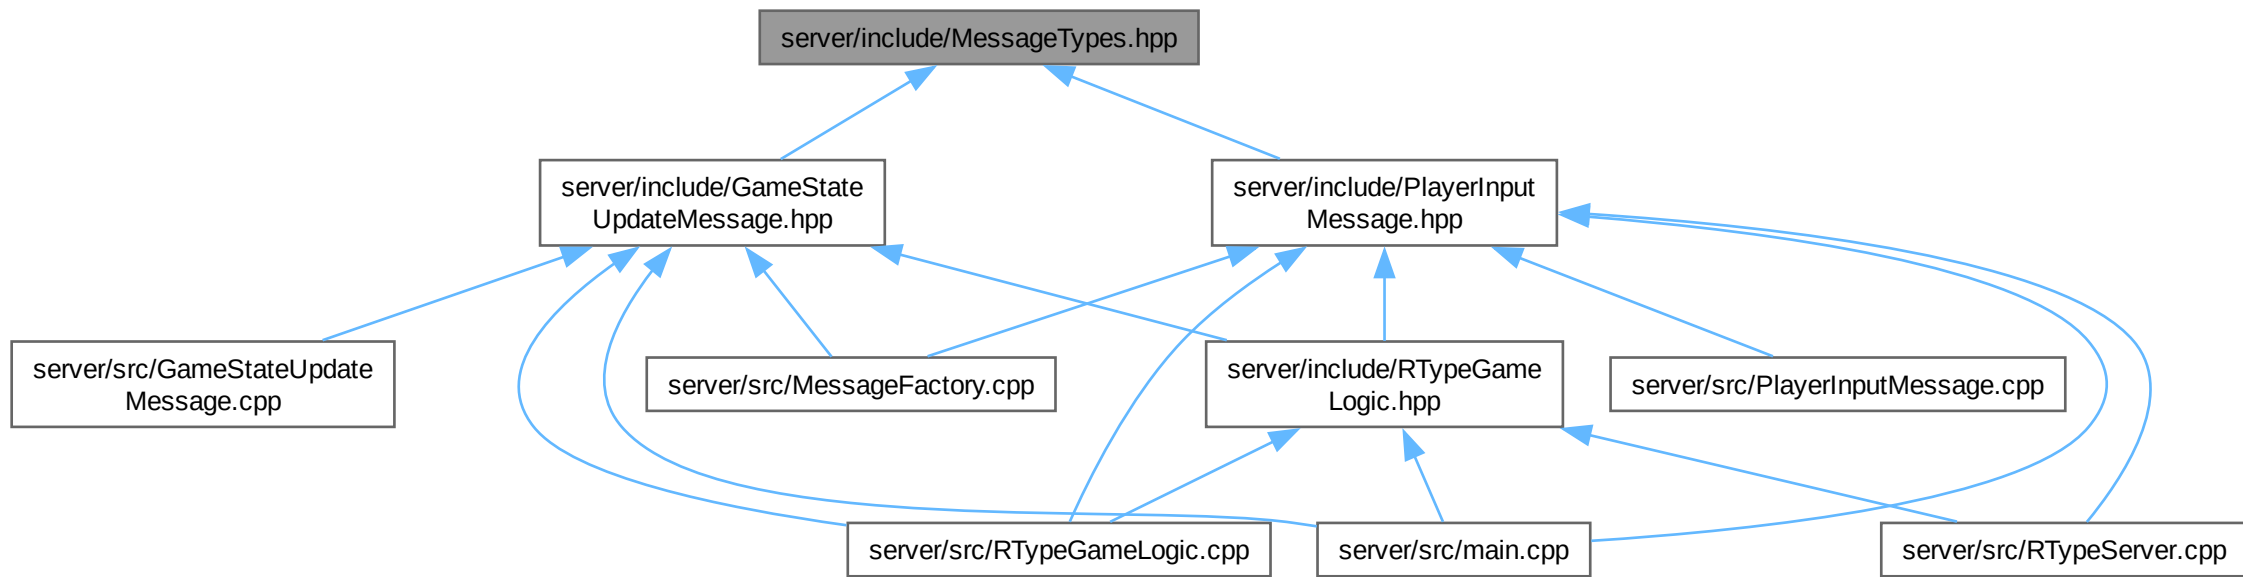 server/include/MessageTypes.hpp
server/include/GameState
UpdateMessage.hpp
server/include/PlayerInput
Message.hpp
server/src/GameStateUpdate
Message.cpp
server/src/MessageFactory.cpp
server/include/RTypeGame
Logic.hpp
server/src/PlayerInputMessage.cpp
server/src/RTypeGameLogic.cpp
server/src/main.cpp
server/src/RTypeServer.cpp